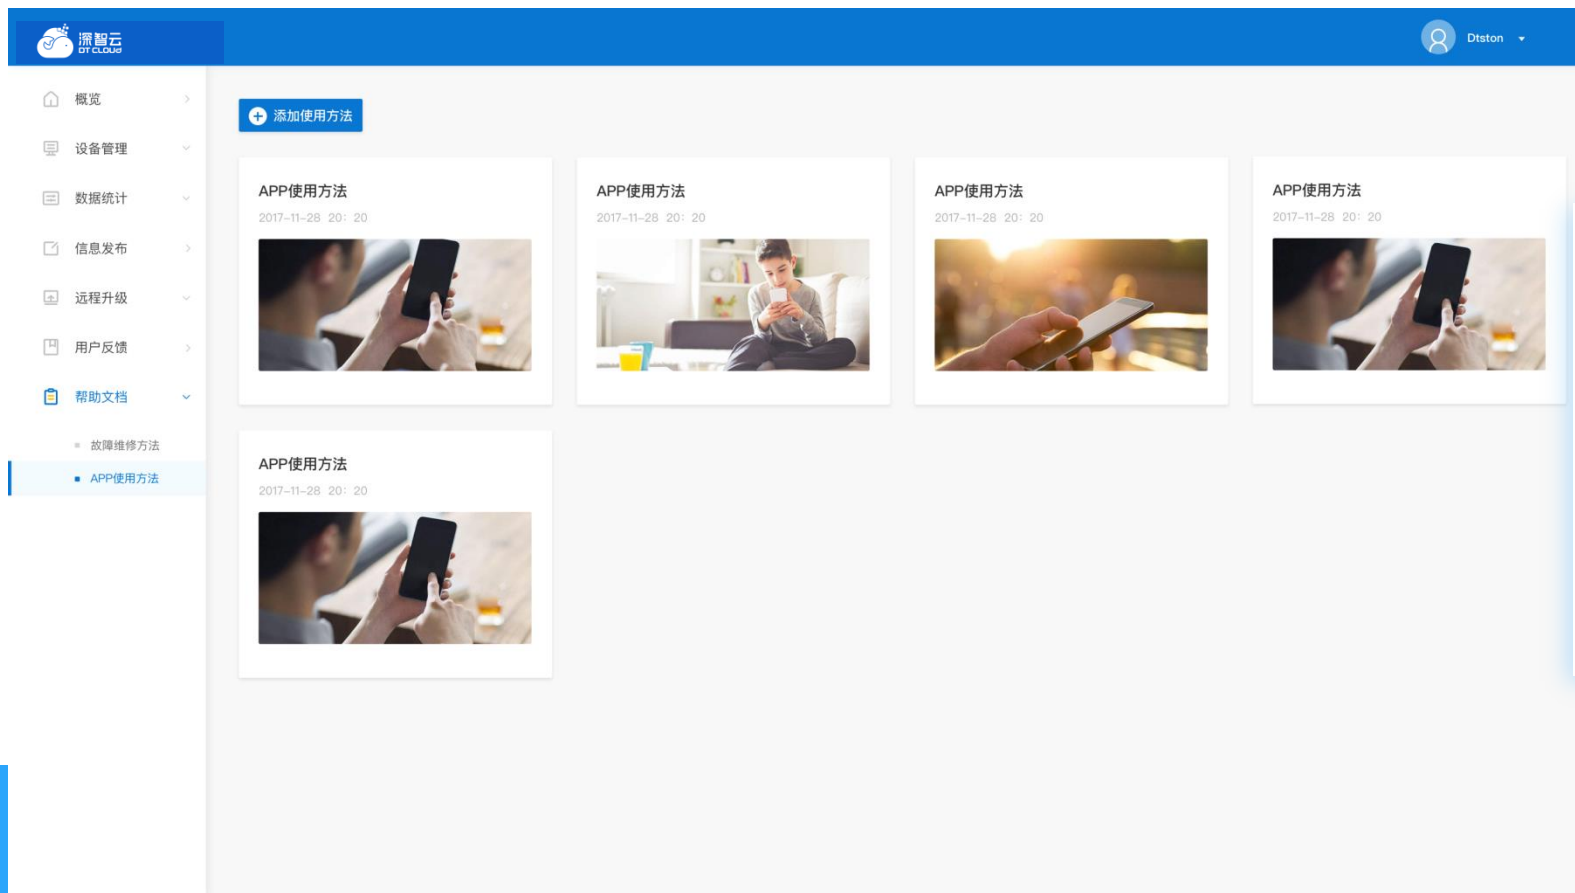 深智云
DT CLOUD
Dtston
概览
设备管理
数据统计
信息发布
远程升级
用户反馈
帮助文档
故障维修方法
APP使用方法
添加使用方法
APP使用方法
2017-11-28 20: 20
APP使用方法
2017-11-28 20: 20
APP使用方法
2017-11-28 20: 20
APP使用方法
2017-11-28 20: 20
APP使用方法
2017-11-28 20: 20